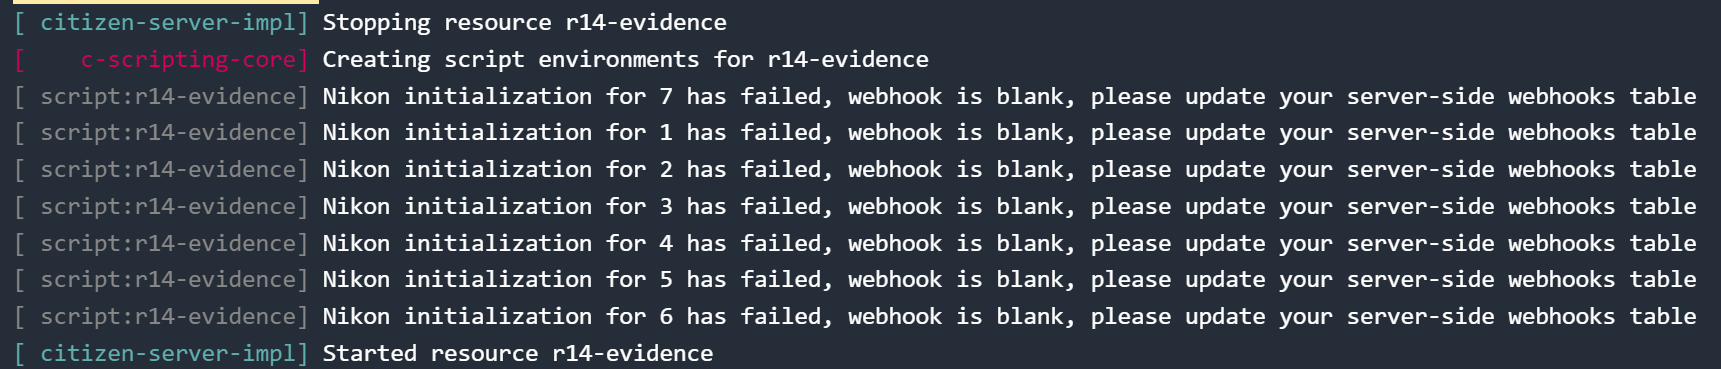 [ citizen-server-impl] Stopping resource r14-evidence
[    c-scripting-core] Creating script environments for r14-evidence
[ script:r14-evidence] Nikon initialization for 7 has failed, webhook is blank, please update your server-side webhooks table
[ script:r14-evidence] Nikon initialization for 1 has failed, webhook is blank, please update your server-side webhooks table
[ script:r14-evidence] Nikon initialization for 2 has failed, webhook is blank, please update your server-side webhooks table
[ script:r14-evidence] Nikon initialization for 3 has failed, webhook is blank, please update your server-side webhooks table
[ script:r14-evidence] Nikon initialization for 4 has failed, webhook is blank, please update your server-side webhooks table
[ script:r14-evidence] Nikon initialization for 5 has failed, webhook is blank, please update your server-side webhooks table
[ script:r14-evidence] Nikon initialization for 6 has failed, webhook is blank, please update your server-side webhooks table
[ citizen-server-impl] Started resource r14-evidence